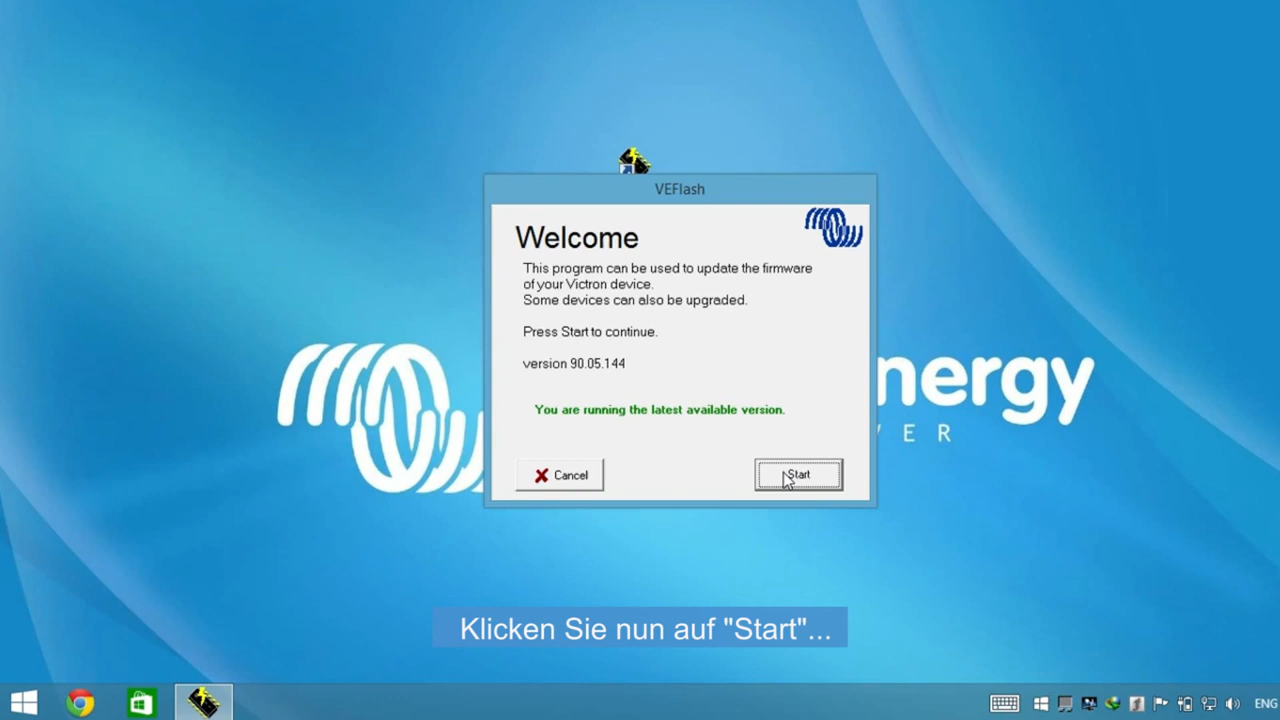 VEFlash
Welcome
This program can be used to update the firmware
of your Victron device.
Some devices can also be upgraded.
Press Start to continue.
version 90.05.144
nergy
VER
You are running the latest available version.
Cancel
Start
Klicken Sie nun auf "Start"...
ENG